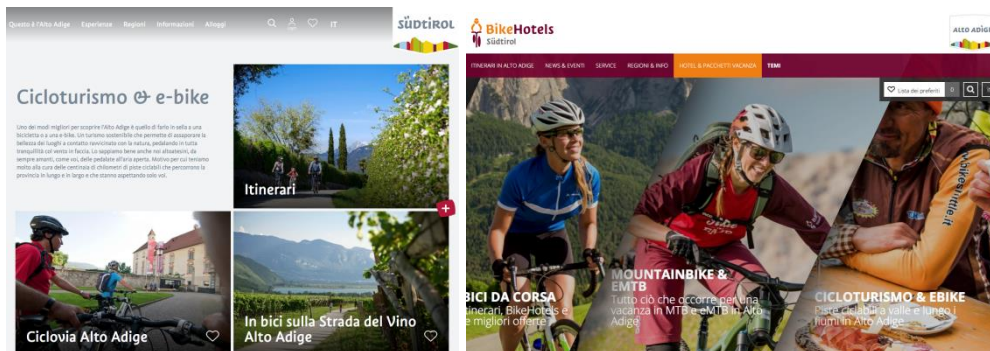 Questo è l'Alto Adige Esperienze Regioni Informazioni Alloggi
IT
SÜDTIROL
Cicloturismo & e-bike
Uno dei modi migliori per scoprire l'Alto Adige è quello di farlo in sella a una
bicicletta o a una e-bike. Un turismo sostenibile che permette di assaporare la
bellezza dei luoghi a contatto ravvicinato con la natura, pedalando in tutta
tranquillità col vento in faccia. Lo sappiamo bene anche noi altoatesini, da
sempre amanti, come voi, delle pedalate all'aria aperta. Motivo per cui teniamo
molto alla cura delle centinaia di chilometri di piste ciclabili che percorrono la
provincia in lungo e in largo e che stanno aspettando solo voi.
Itinerari
Ciclovia Alto Adige
In bici sulla Strada del Vino
Alto Adige
BikeHotels
Südtirol
ALTO ADIGE
ITINERARI IN ALTO ADIGE NEWS & EVENTI SERVICE REGIONI & INFO HOTEL & PACCHETTI VACANZA TEMI
Lista dei preferiti 0
bikeshuttle.it
BICI DA CORSA
Itinerari, BikeHotels e
le migliori offerte
MOUNTAINBIKE &
EMTB
Tutto ciò che occorre per una
vacanza in MTB e eMTB in Alto
Adige
CICLOTURISMO & EBIKE
Piste ciclabili a valle e lungo i
fiumi in Alto Adige